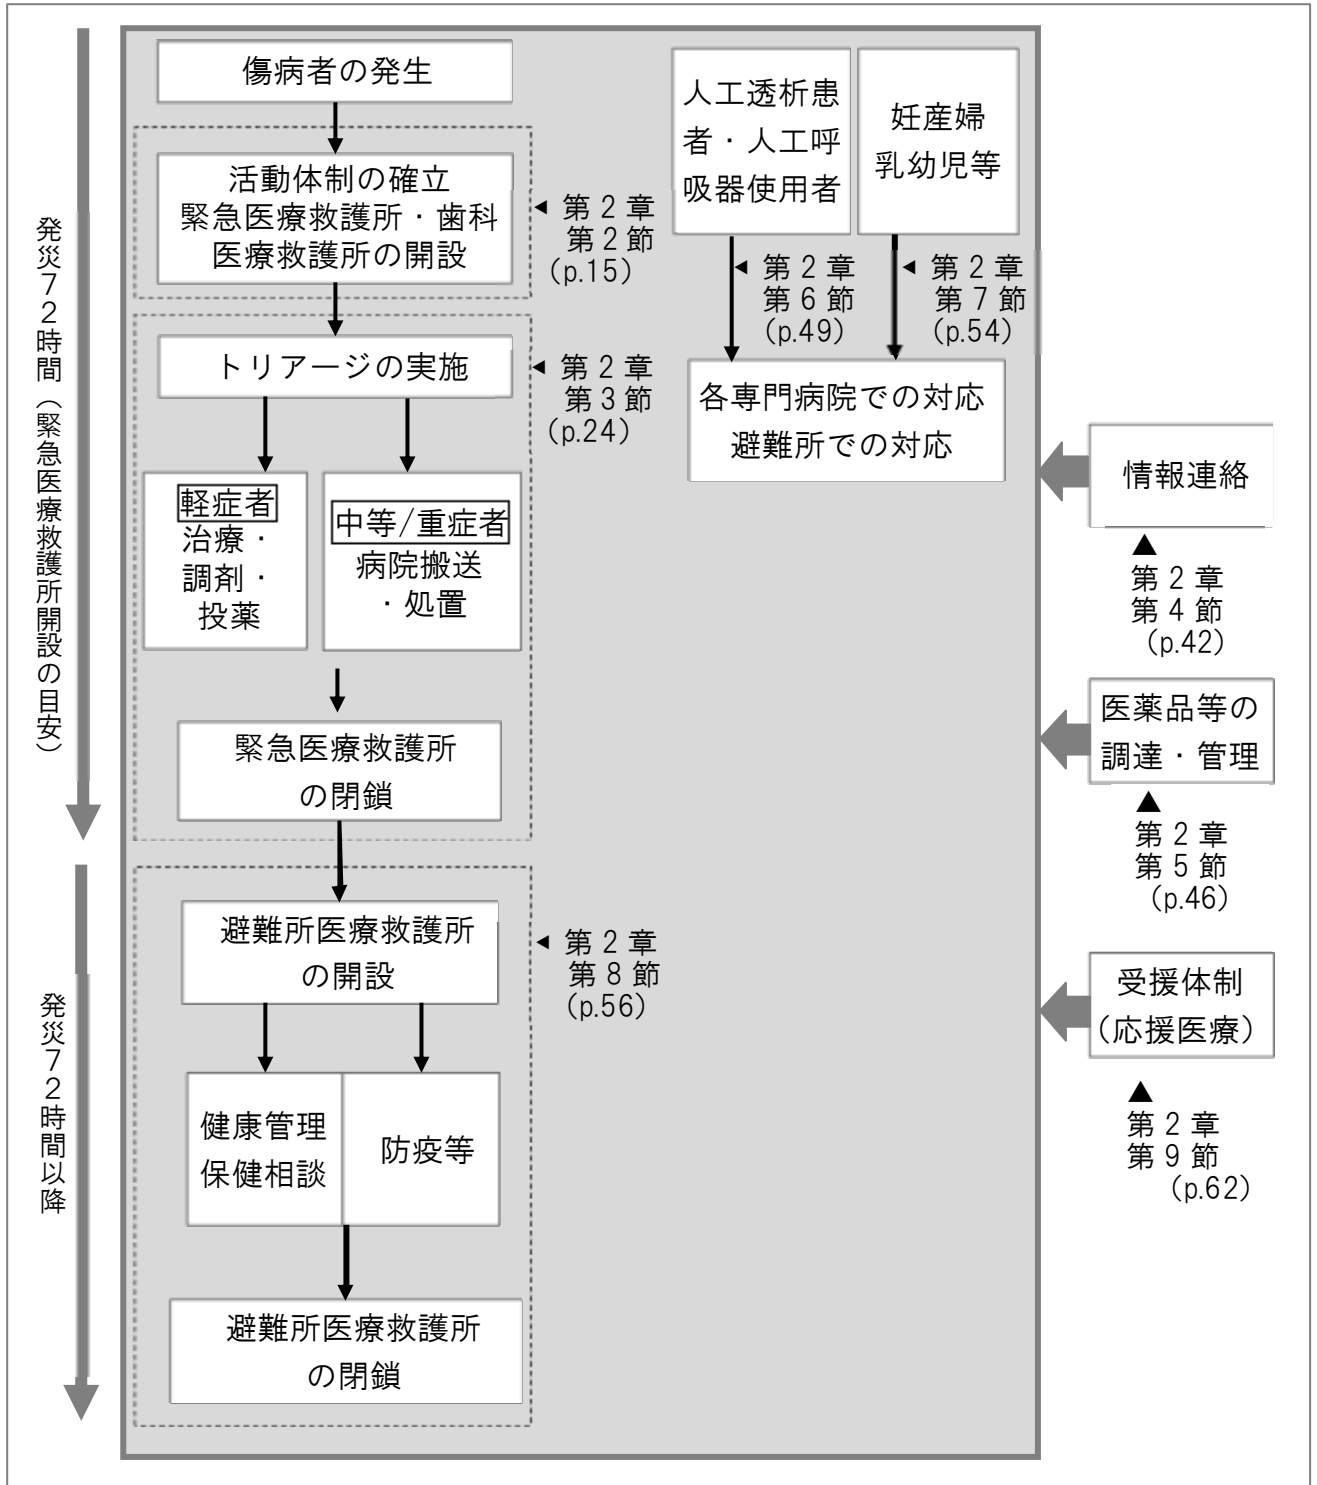 発災72時間（緊急医療救護所開設の目安）
発災72時間以降
傷病者の発生
活動体制の確立
緊急医療救護所・歯科
医療救護所の開設
◀ 第2章
第2節
（p.15）
トリアージの実施
◀ 第2章
第3節
（p.24）
軽症者
治療・
調剤・
投薬
中等/重症者
病院搬送
・処置
緊急医療救護所
の閉鎖
避難所医療救護所
の開設
◀ 第2章
第8節
（p.56）
健康管理
保健相談
防疫等
避難所医療救護所
の閉鎖
人工透析患
者・人工呼
吸器使用者
◀ 第2章
第6節
（p.49）
妊産婦
乳幼児等
◀ 第2章
第7節
（p.54）
各専門病院での対応
避難所での対応
情報連絡
▲
第2章
第4節
（p.42）
医薬品等の
調達・管理
▲
第2章
第5節
（p.46）
受援体制
（応援医療）
▲
第2章
第9節
（p.62）